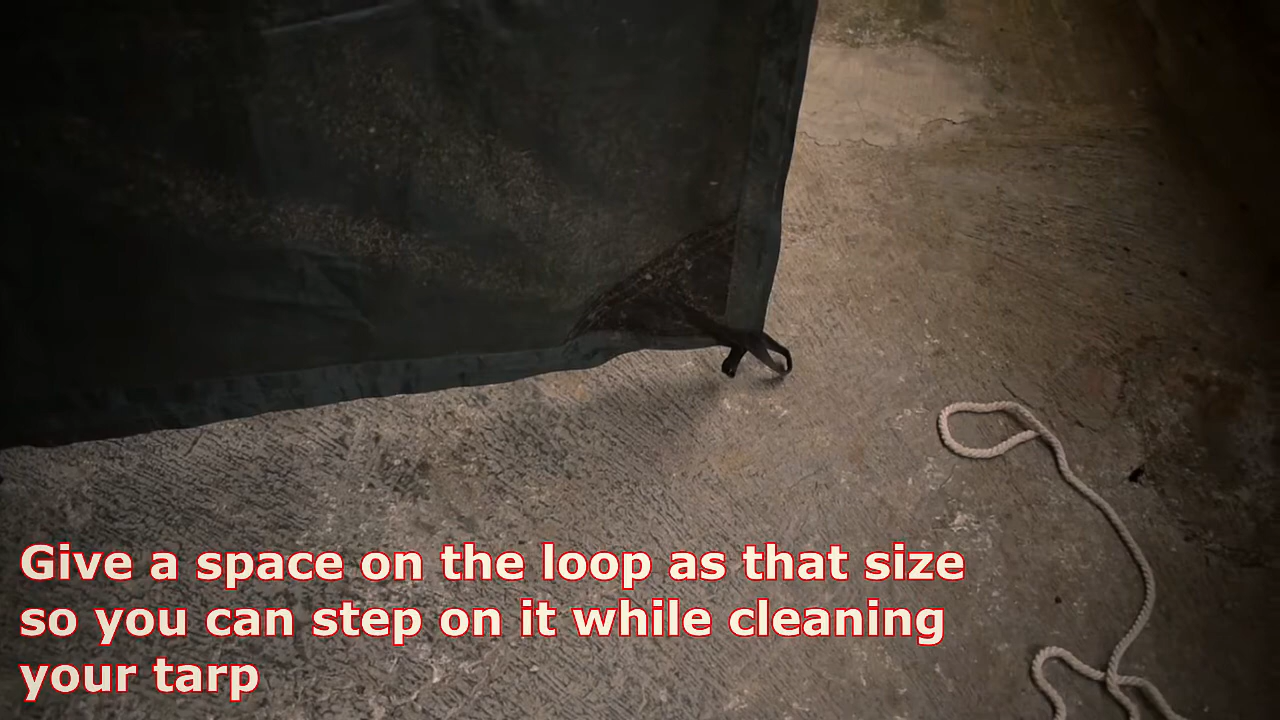 Give a space on the loop as that size
so you can step on it while cleaning
your tarp